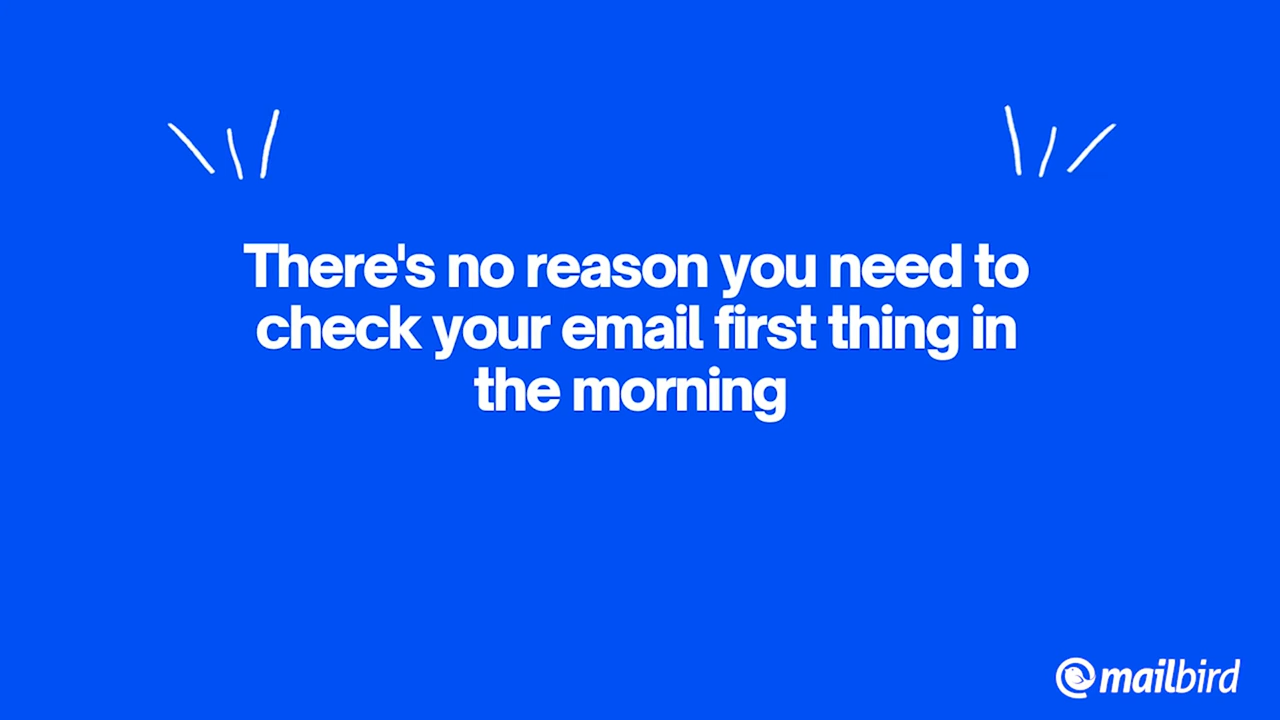 There's no reason you need to
check your email first thing in
the morning
mailbird